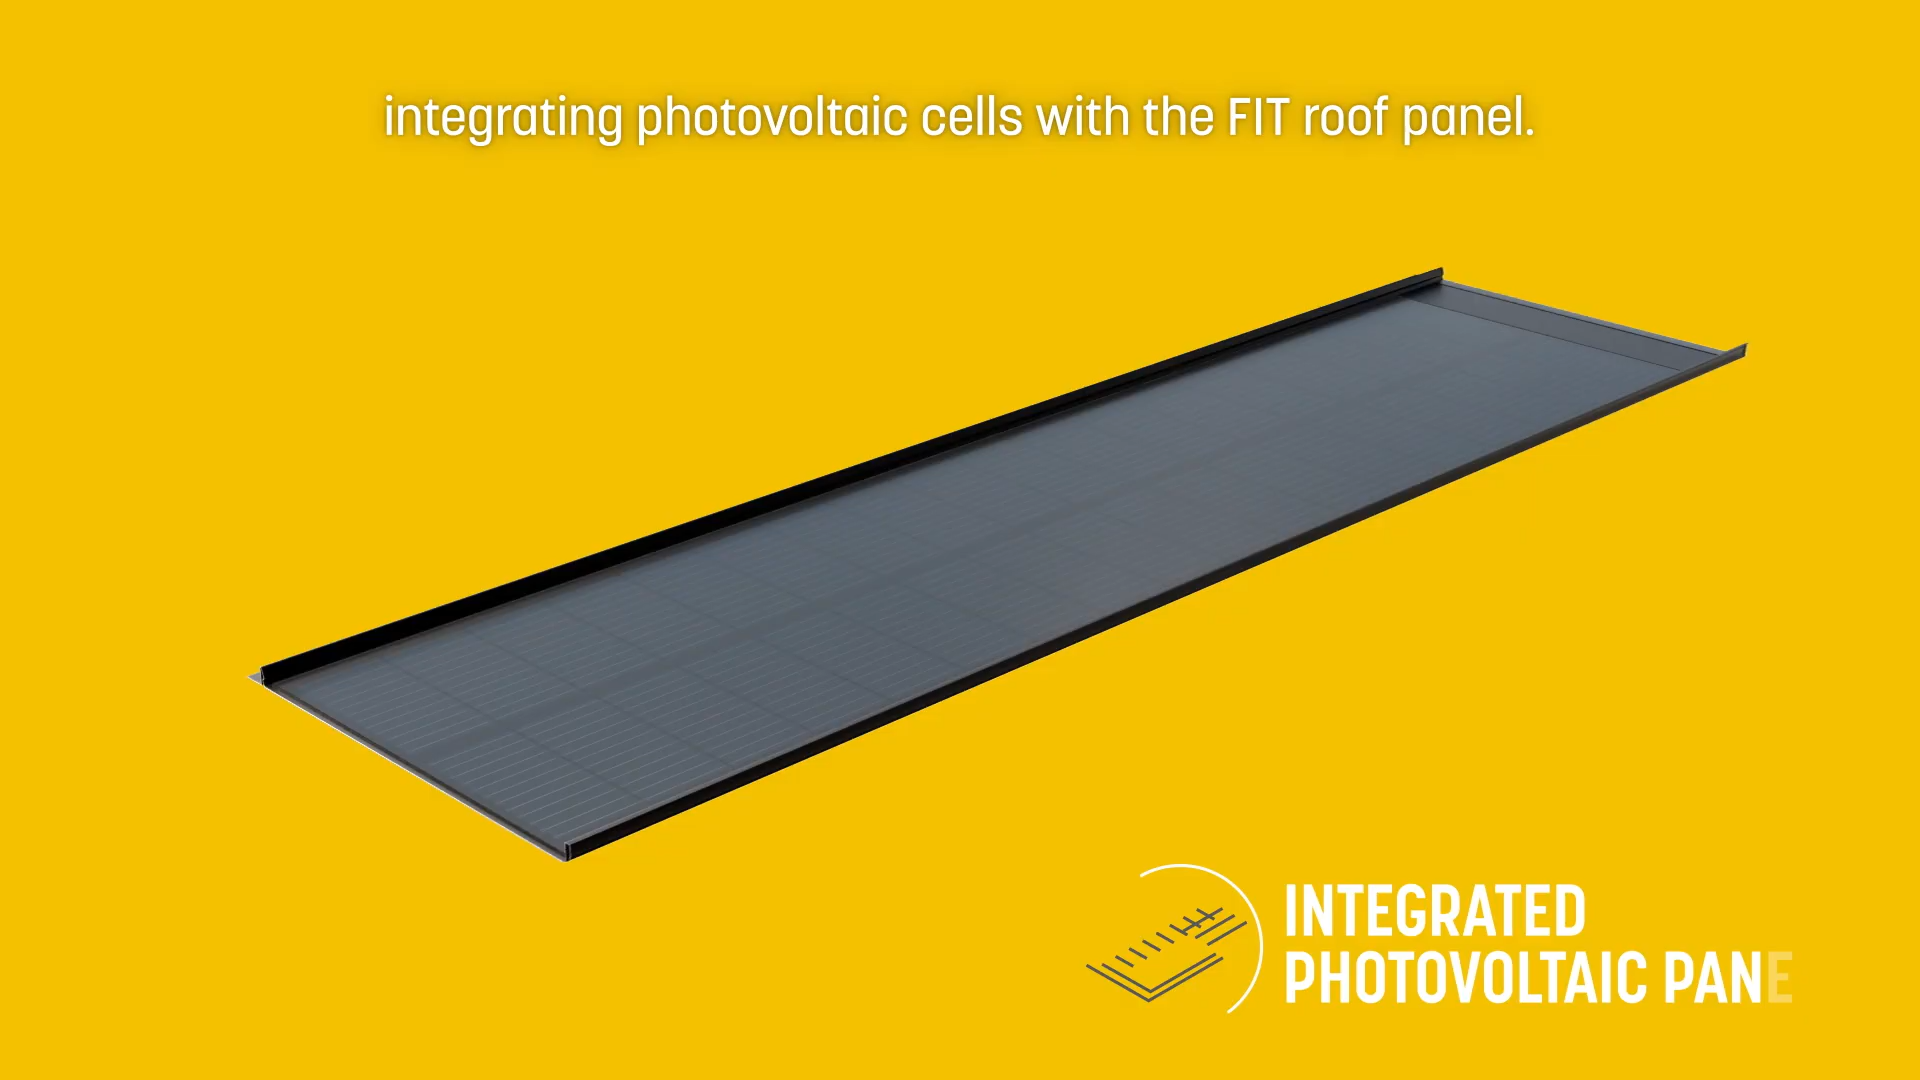 integrating photovoltaic cells with the FIT roof panel.
INTEGRATED
PHOTOVOLTAIC PANE